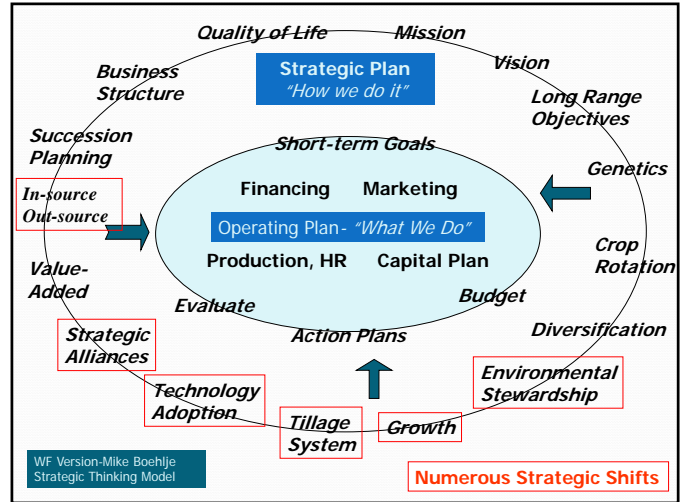 Quality of Life
Mission
Strategic Plan
"How we do it"
Vision
Business
Structure
Long Range
Objectives
Succession
Planning
Short-term Goals
Genetics
In-source
Out-source
Financing
Marketing
Operating Plan- "What We Do"
Production, HR
Capital Plan
Crop
Rotation
Value-
Added
Evaluate
Budget
Action Plans
Diversification
Strategic
Alliances
Environmental
Stewardship
Technology
Adoption
Tillage
System
Growth
WF Version-Mike Boehlje
Strategic Thinking Model
Numerous Strategic Shifts